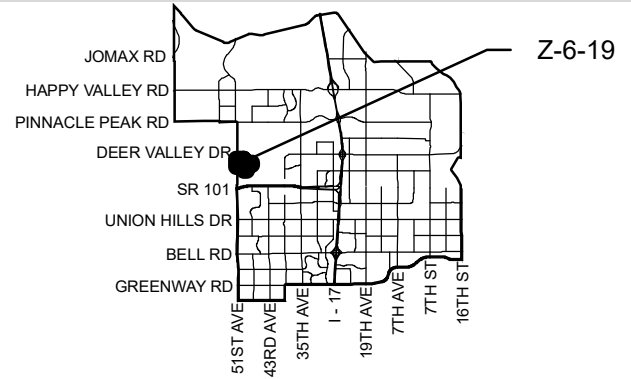 Z-6-19
JOMAX RD
HAPPY VALLEY RD
PINNACLE PEAK RD
DEER VALLEY DR
SR 101
UNION HILLS DR
BELL RD
GREENWAY RD
51ST AVE
43RD AVE
35TH AVE
I - 17
19TH AVE
7TH AVE
7TH ST
16TH ST